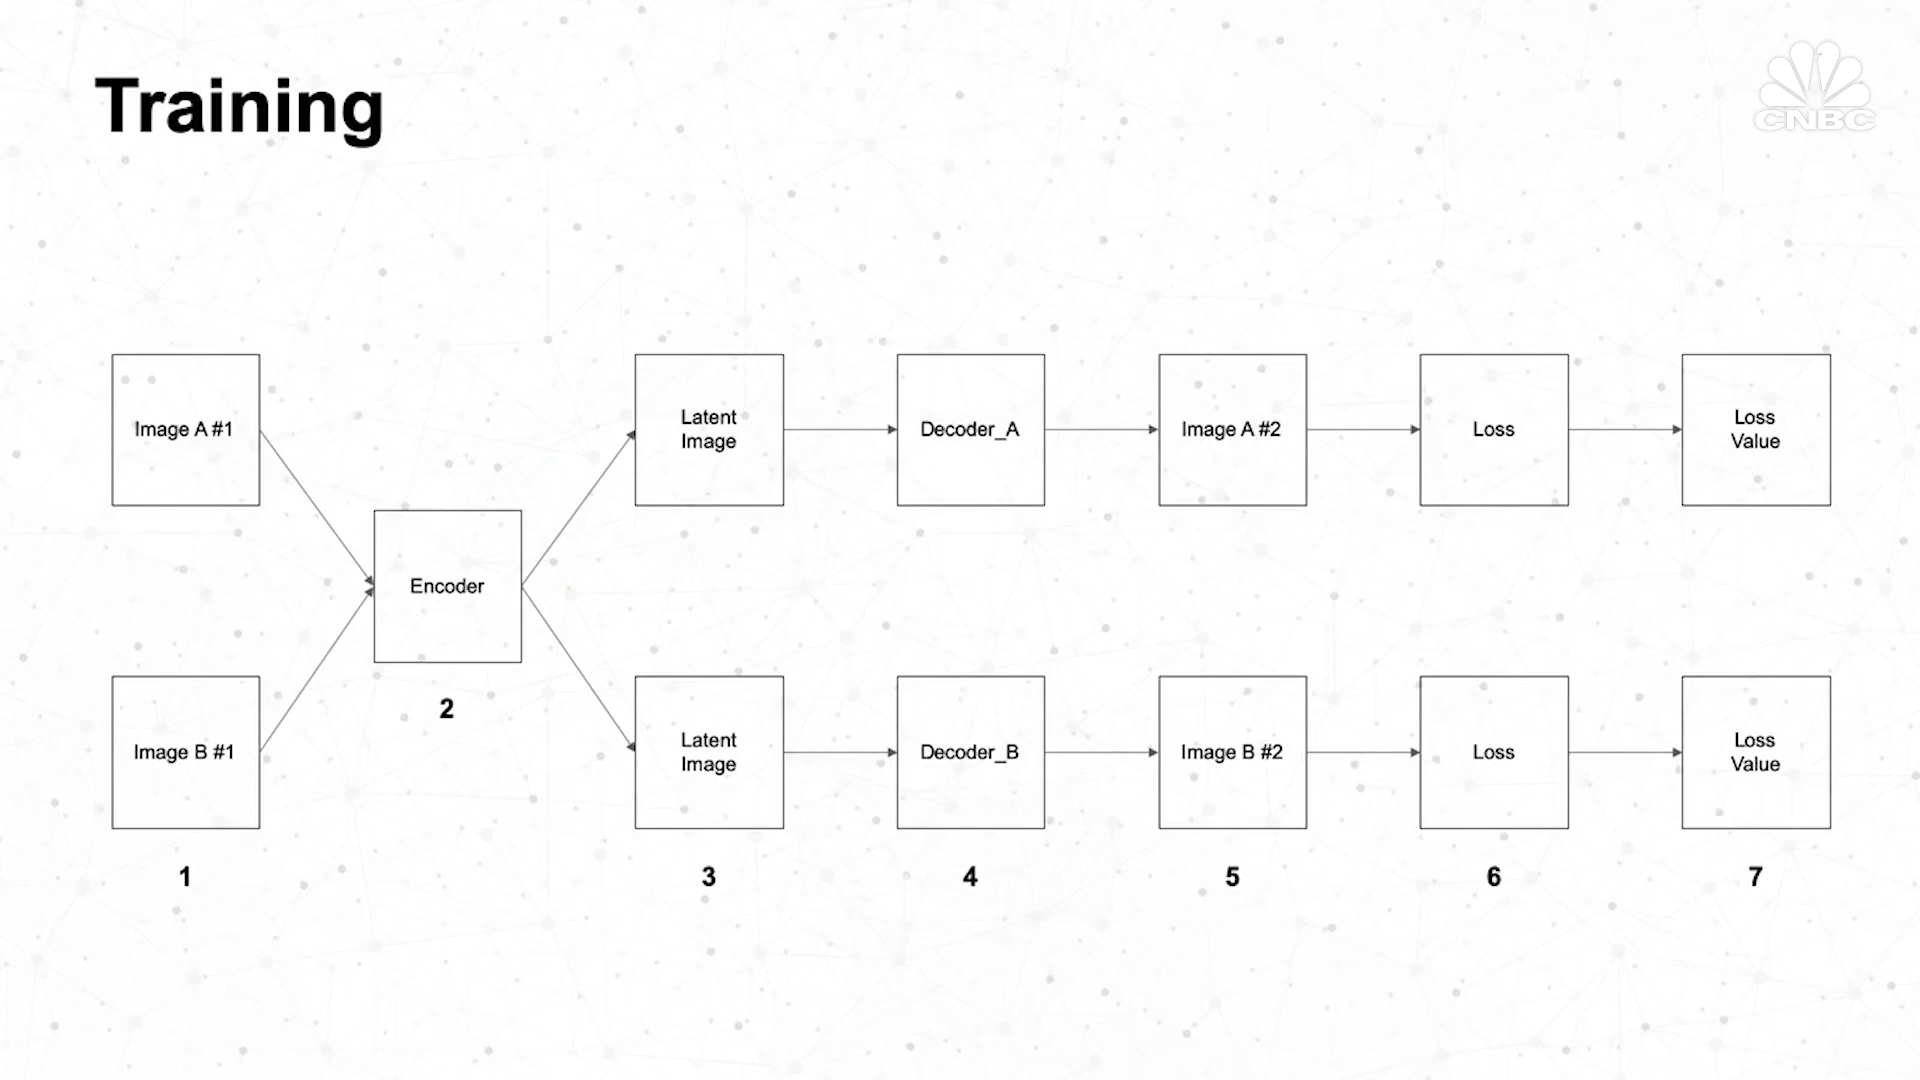 Training
CNBC
Image A #1
Latent
Image
Decoder_A
Image A #2
Loss
Loss
Value
Encoder
2
Image B #1
Latent
Image
Decoder_B
Image B #2
Loss
Loss
Value
1
3
4
5
6
7